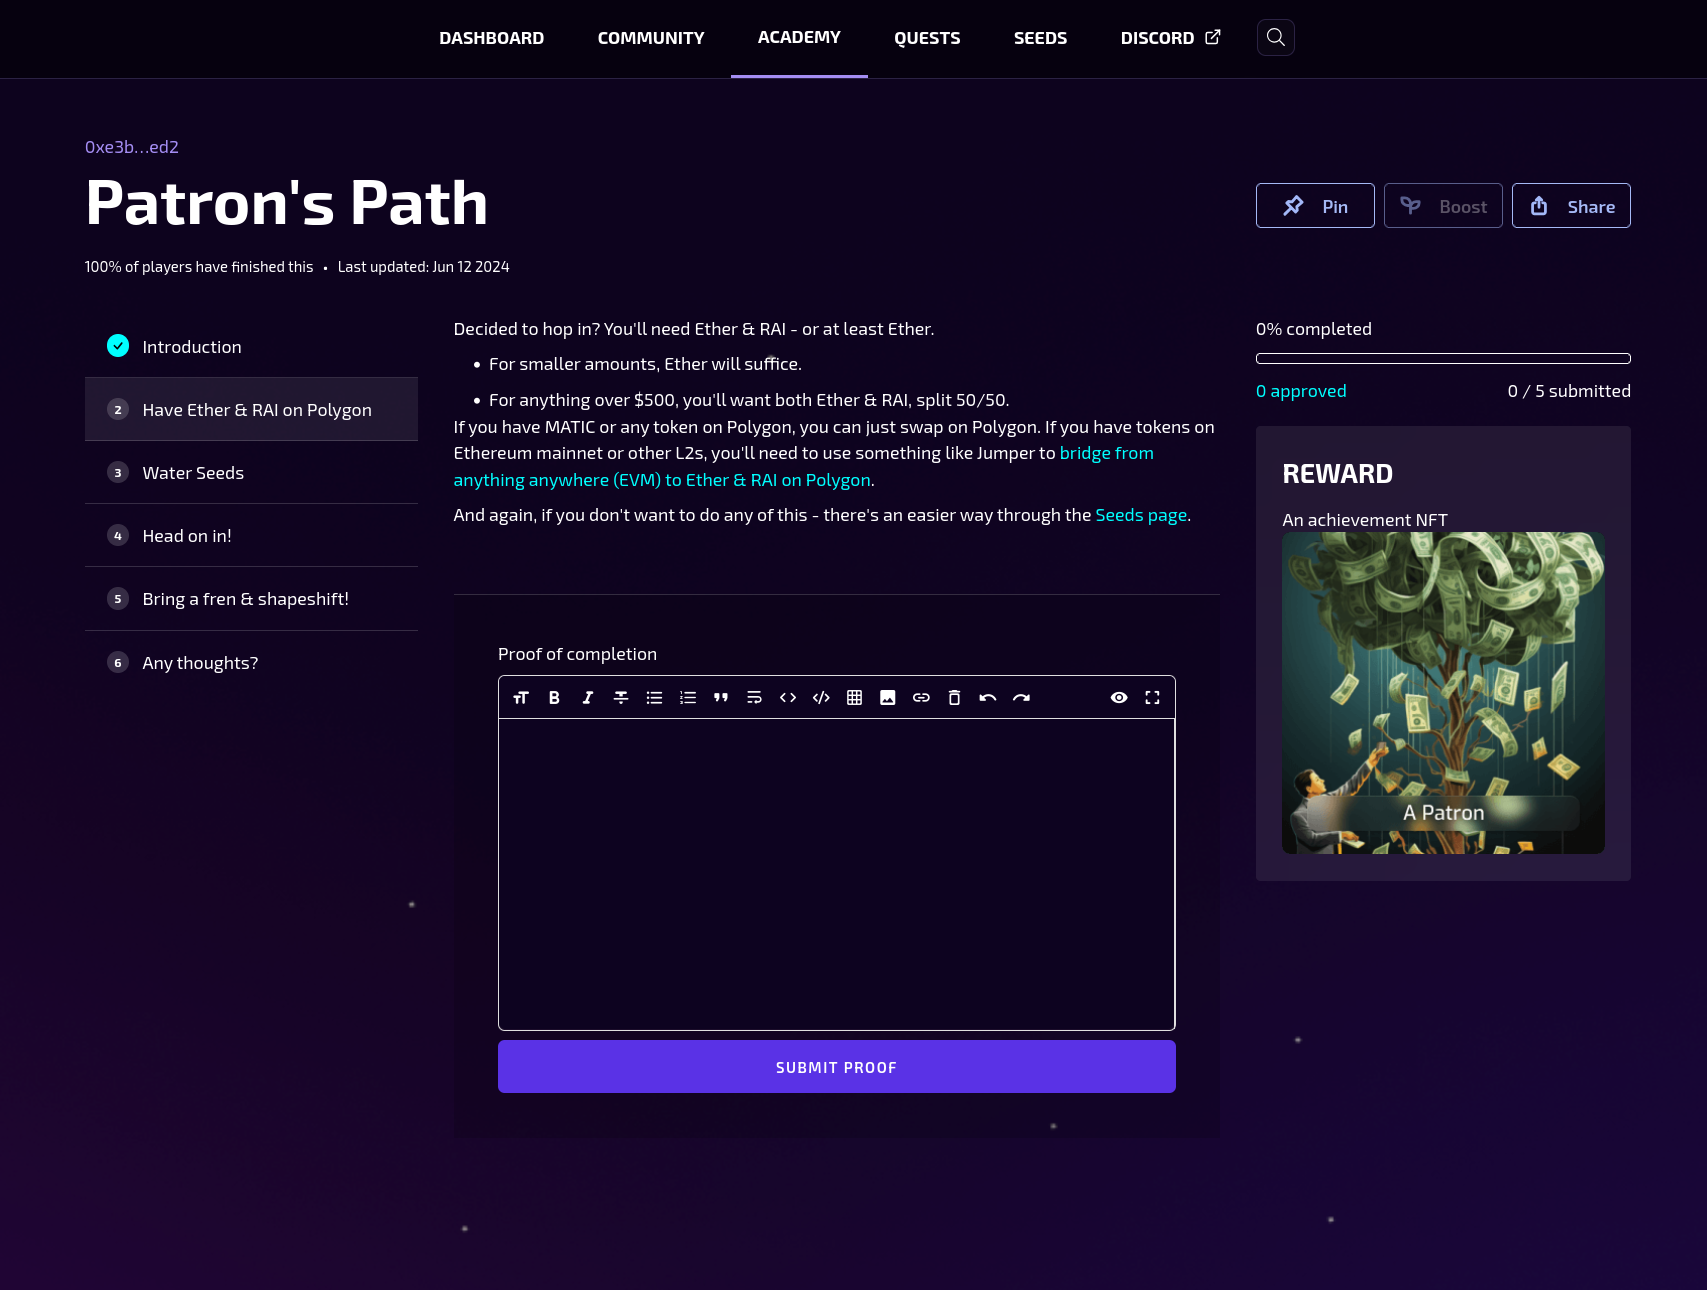 DASHBOARD COMMUNITY ACADEMY QUESTS SEEDS DISCORD
0xe3b...ed2
Patron's Path
Pin Boost Share
100% of players have finished this • Last updated: Jun 12 2024
Introduction
2 Have Ether & RAI on Polygon
3 Water Seeds
4 Head on in!
5 Bring a fren & shapeshift!
6 Any thoughts?
Decided to hop in? You'll need Ether & RAI - or at least Ether.
• For smaller amounts, Ether will suffice.
• For anything over $500, you'll want both Ether & RAI, split 50/50.
If you have MATIC or any token on Polygon, you can just swap on Polygon. If you have tokens on
Ethereum mainnet or other L2s, you'll need to use something like Jumper to bridge from
anything anywhere (EVM) to Ether & RAI on Polygon.
And again, if you don't want to do any of this - there's an easier way through the Seeds page.
Proof of completion
SUBMIT PROOF
0% completed
0 approved 0 / 5 submitted
REWARD
An achievement NFT
A Patron